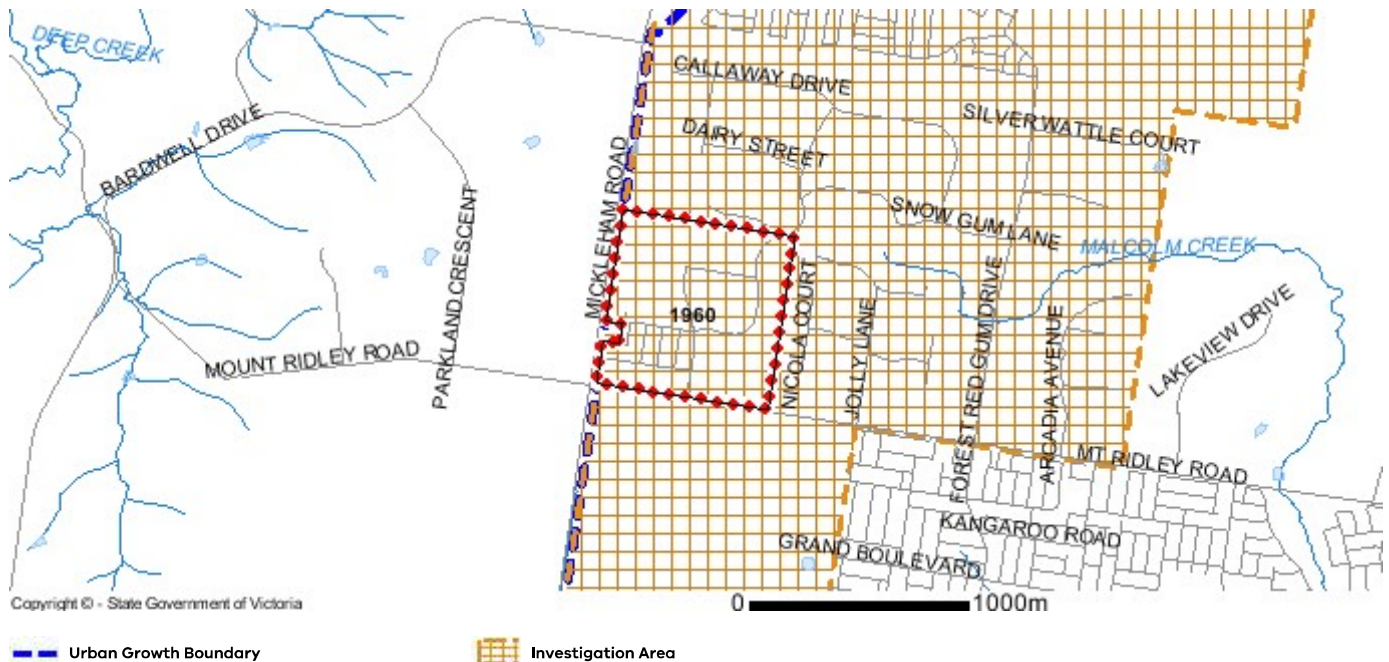 DEEP CREEK
CALLAWAY DRIVE
BARDWELL DRIVE
SILVER WATTLE COURT
DAIRY STREET
MICKLEHAM ROAD
PARKLAND CRESCENT
SNOW GUM LANE
MALCOLM CREEK
1960
NICOLA COURT
JOLLY LANE
FOREST RED GUM DRIVE
ARCADIA AVENUE
LAKEVIEW DRIVE
MOUNT RIDLEY ROAD
MT RIDLEY ROAD
KANGAROO ROAD
GRAND BOULEVARD
Copyright © - State Government of Victoria
0 1000m
Urban Growth Boundary
Investigation Area